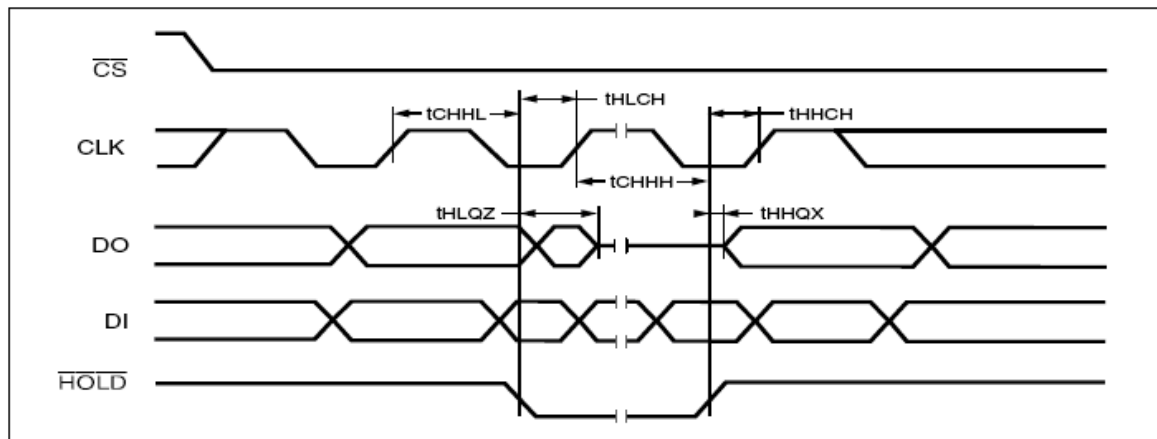 CS
tHLCH
tCHHL
tHHCH
CLK
tCHHH
tHLQZ
tHHQX
DO
DI
HOLD